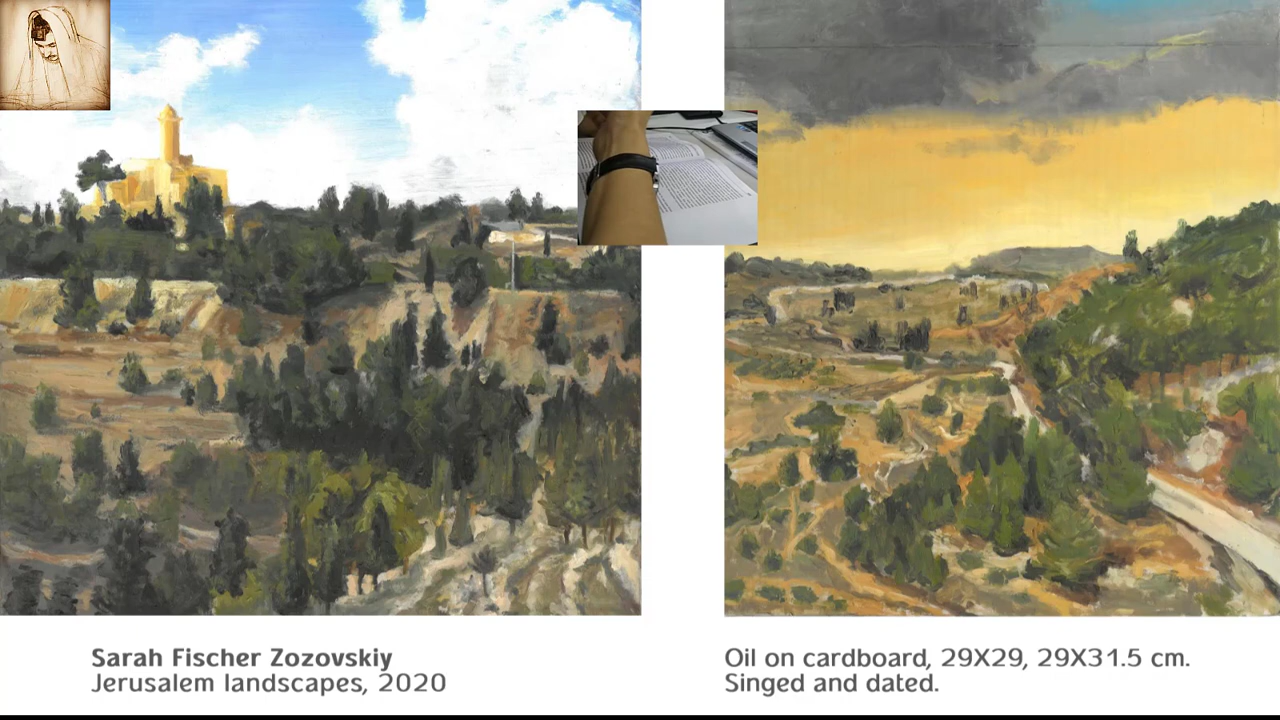 Sarah Fischer Zozovskiy
Jerusalem landscapes, 2020
Oil on cardboard, 29X29, 29X31.5 cm.
Singed and dated.